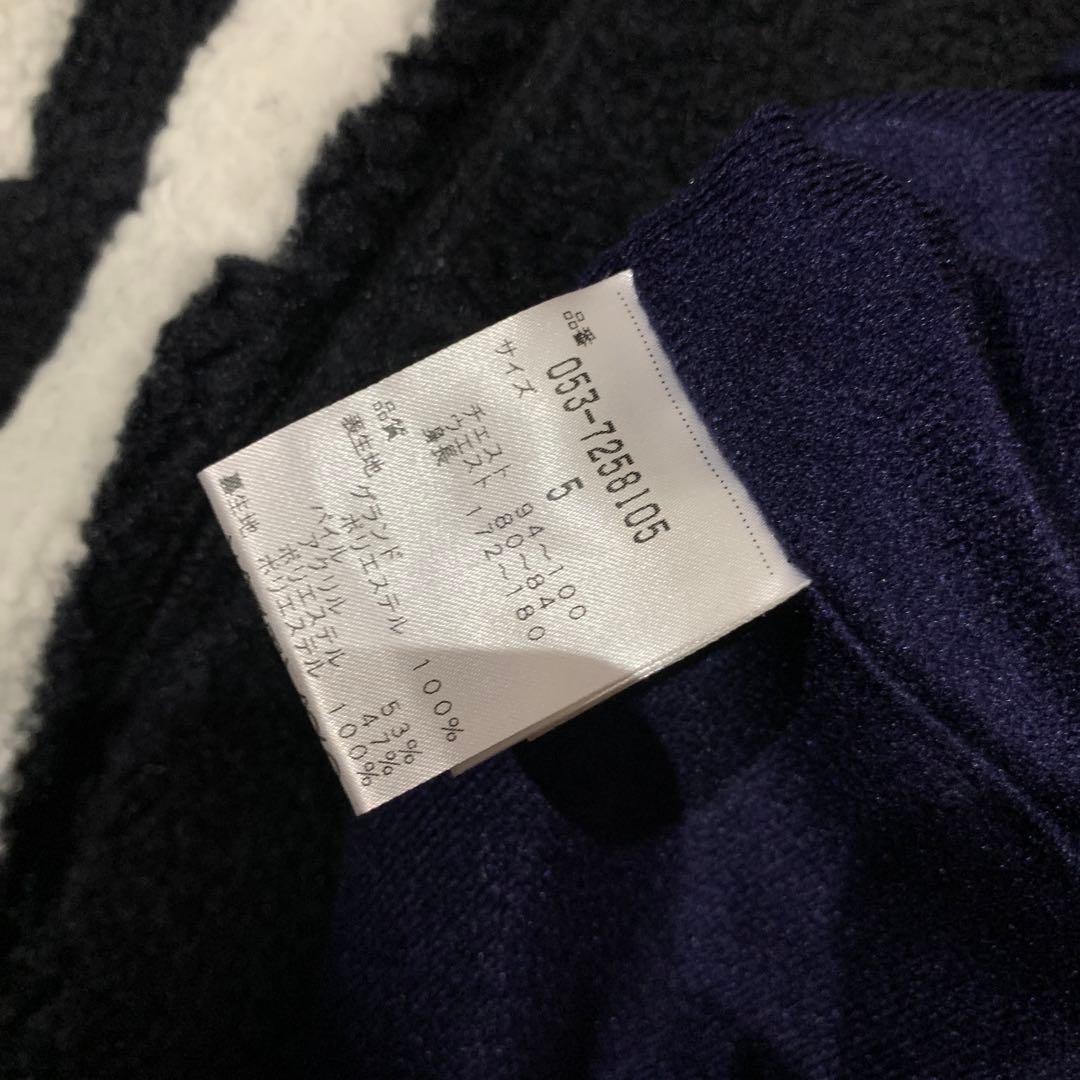 品番 053-7258105
サイズ 5
チェスト 94~100
ウエスト 80~84
身長 172~180
品質
表生地 グランド
ポリエステル 100%
パイル
アクリル 53%
ポリエステル 47%
裏生地 ポリエステル 100%